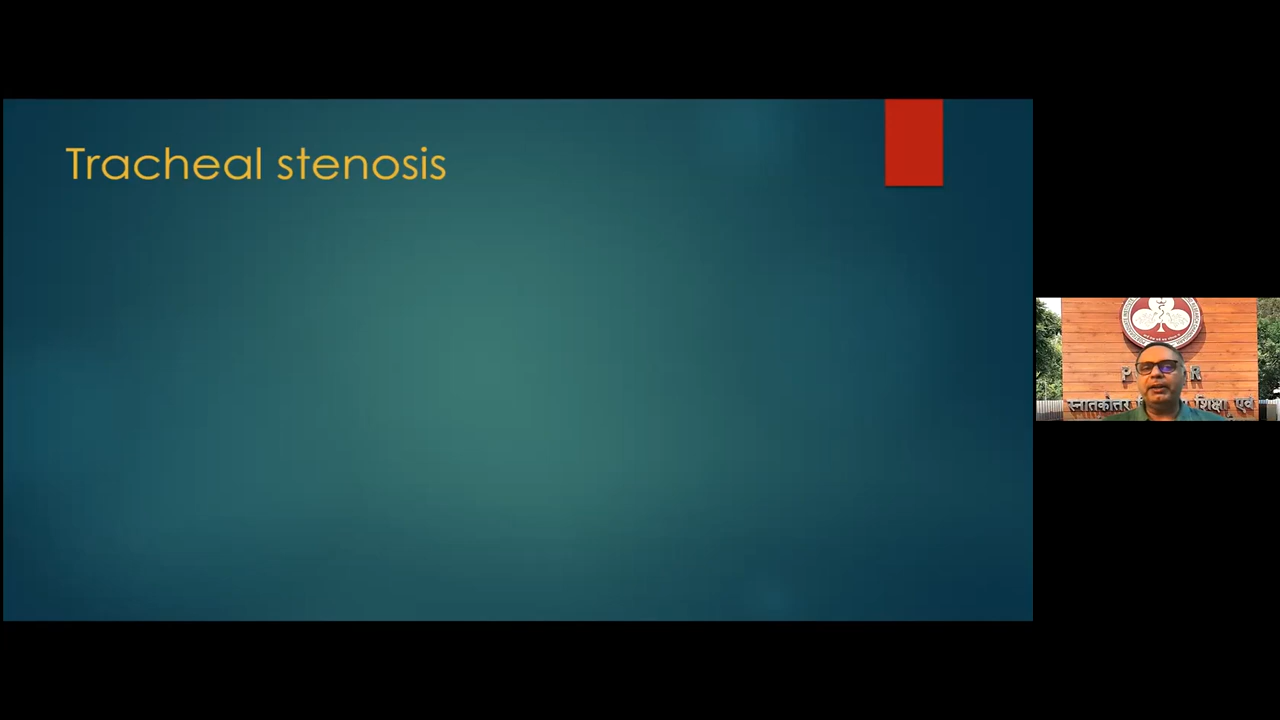 Tracheal stenosis
P R
स्नातकोत्तर शिक्षा एवं